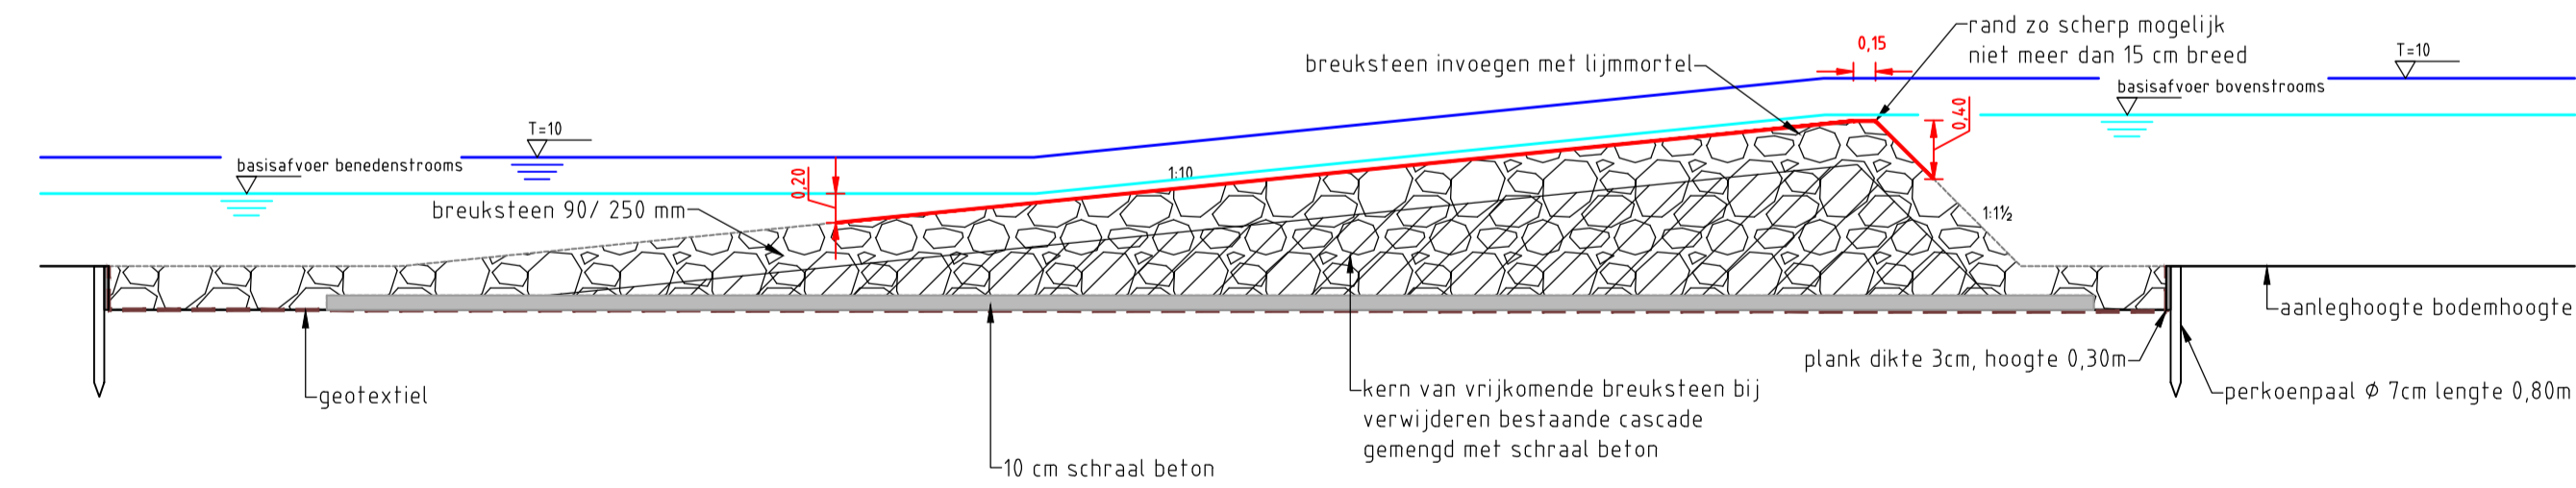 rand zo scherp mogelijk
niet meer dan 15 cm breed
0,15
T=10
breuksteen invoegen met lijmmortel
basisafvoer bovenstrooms
0,40
T=10
basisafvoer benedenstrooms
0,20
1:10
breuksteen 90/ 250 mm
1:1½
aanleghoogte bodemhoogte
plank dikte 3cm, hoogte 0,30m
geotextiel
kern van vrijkomende breuksteen bij
verwijderen bestaande cascade
gemengd met schraal beton
perkoenpaal Ø 7cm lengte 0,80m
10 cm schraal beton